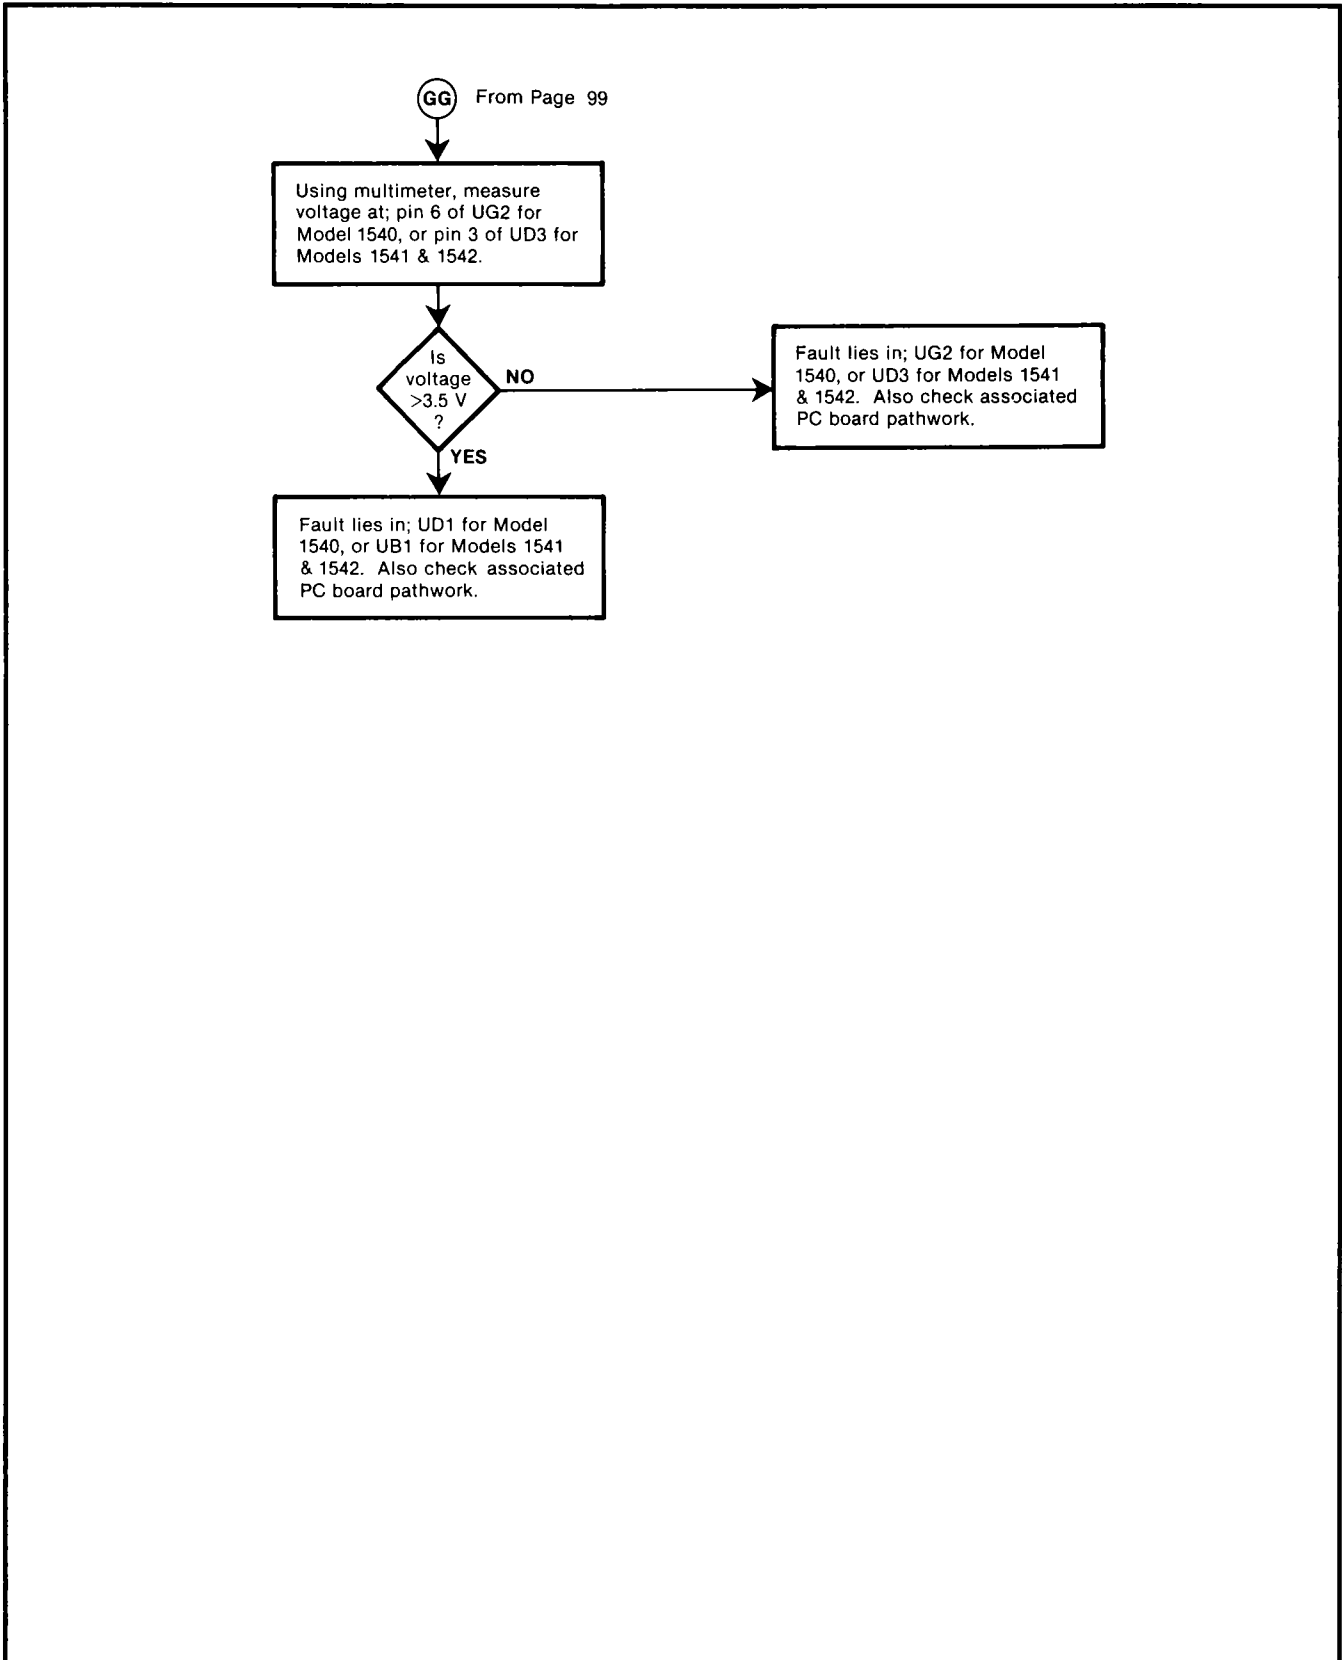 GG From Page 99
Using multimeter, measure
voltage at; pin 6 of UG2 for
Model 1540, or pin 3 of UD3 for
Models 1541 & 1542.
Is
voltage
>3.5 V
?
NO
Fault lies in; UG2 for Model
1540, or UD3 for Models 1541
& 1542. Also check associated
PC board pathwork.
YES
Fault lies in; UD1 for Model
1540, or UB1 for Models 1541
& 1542. Also check associated
PC board pathwork.